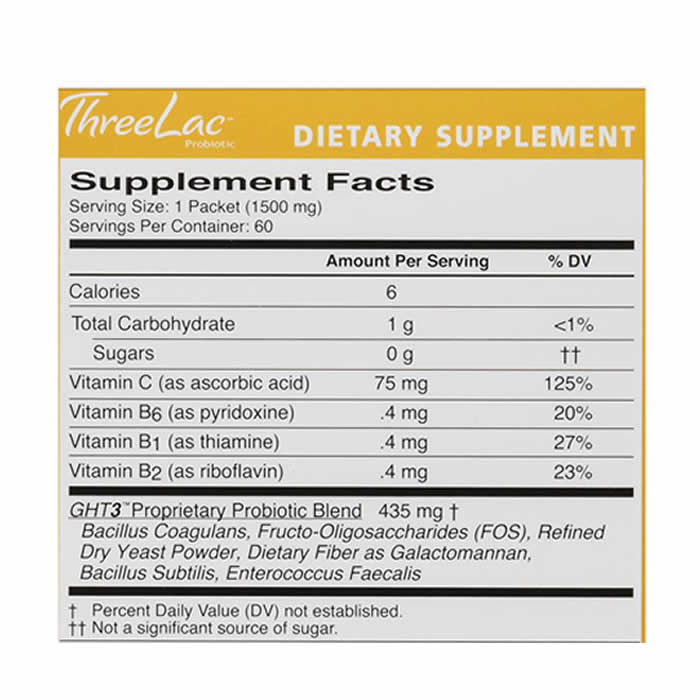 ThreeLac™
Probiotic
DIETARY SUPPLEMENT
Supplement Facts
Serving Size: 1 Packet (1500 mg)
Servings Per Container: 60
Amount Per Serving % DV
Calories 6
Total Carbohydrate 1 g <1%
Sugars 0 g ††
Vitamin C (as ascorbic acid) 75 mg 125%
Vitamin B6 (as pyridoxine) .4 mg 20%
Vitamin B1 (as thiamine) .4 mg 27%
Vitamin B2 (as riboflavin) .4 mg 23%
GHT3™ Proprietary Probiotic Blend 435 mg †
Bacillus Coagulans, Fructo-Oligosaccharides (FOS), Refined
Dry Yeast Powder, Dietary Fiber as Galactomannan,
Bacillus Subtilis, Enterococcus Faecalis
† Percent Daily Value (DV) not established.
†† Not a significant source of sugar.